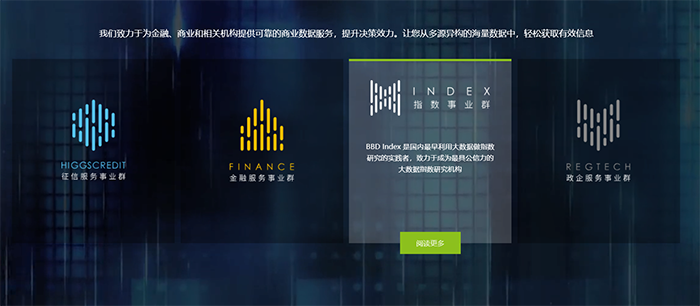 我们致力于为金融、商业和相关机构提供可靠的商业数据服务，提升决策效力。让您从多源异构的海量数据中，轻松获取有效信息
HIGGSCREDIT
征信服务事业群
FINANCE
金融服务事业群
INDEX
指数事业群
BBD Index 是国内最早利用大数据做指数
研究的实践者，致力于成为最具公信力的
大数据指数研究机构
阅读更多
REGTECH
政企服务事业群